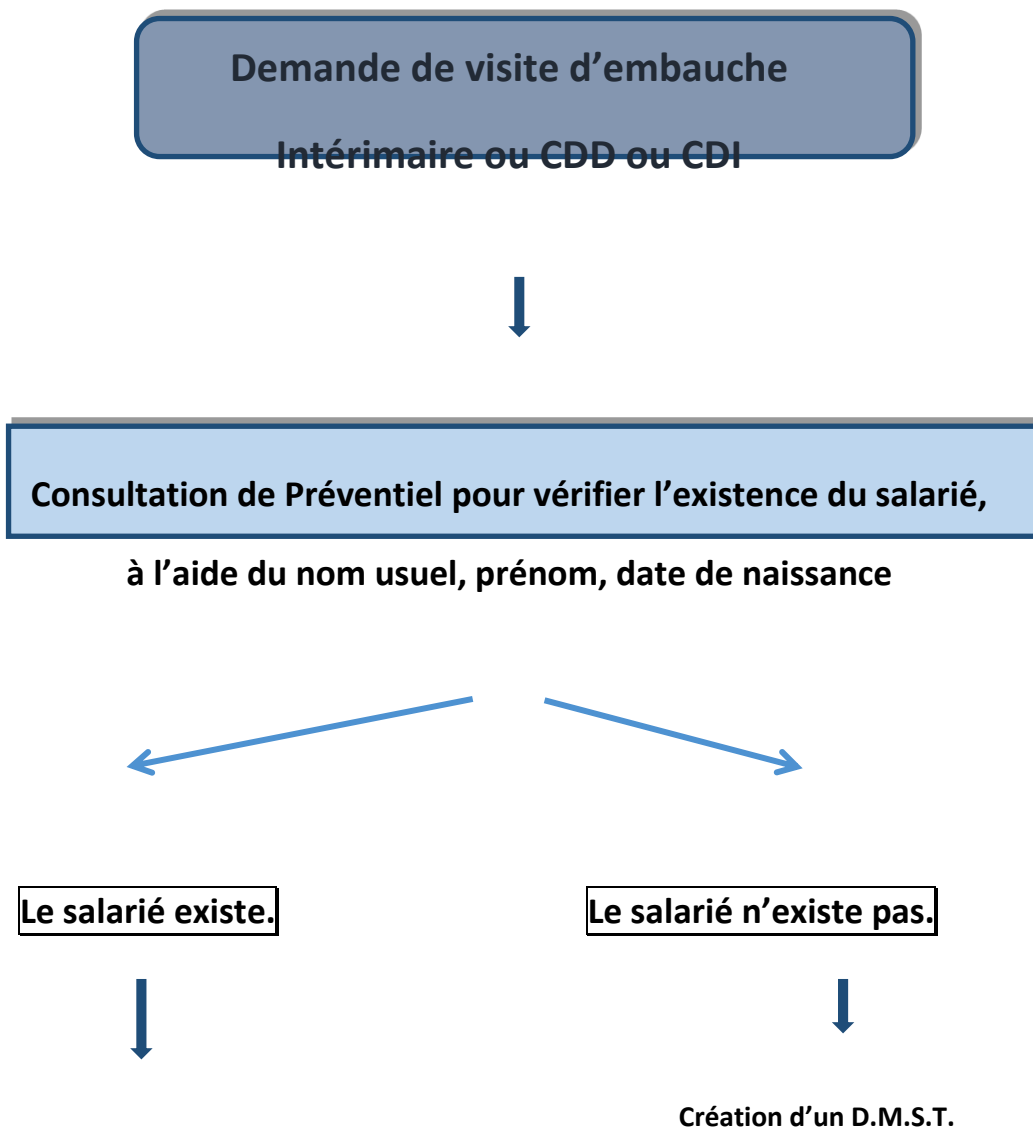 Demande de visite d’embauche
Intérimaire ou CDD ou CDI
Consultation de Préventiel pour vérifier l’existence du salarié,
à l’aide du nom usuel, prénom, date de naissance
Le salarié existe.
Le salarié n’existe pas.
Création d’un D.M.S.T.